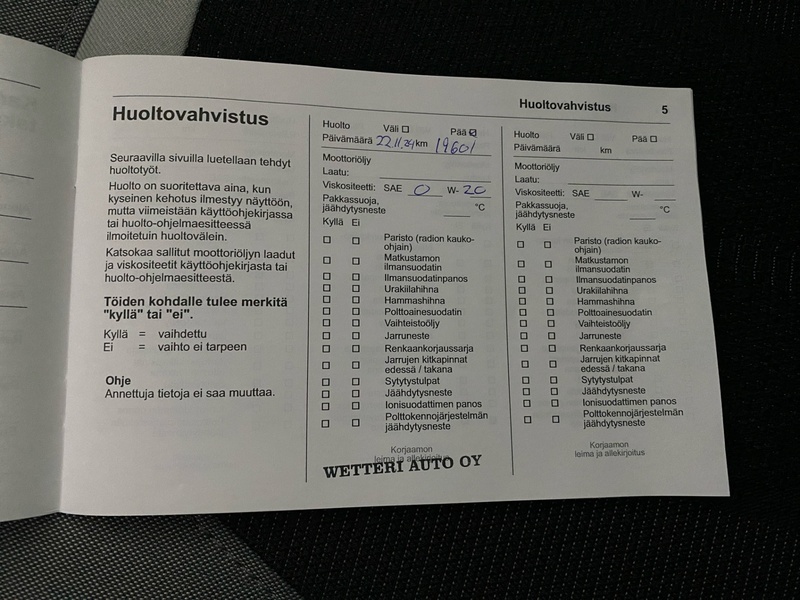 Huoltovahvistus
5
Huoltovahvistus
Seuraavilla sivuilla luetellaan tehdyt
huoltotyöt.
Huolto on suoritettava aina, kun
kyseinen kehotus ilmestyy näyttöön,
mutta viimeistään käyttöohjekirjassa
tai huolto-ohjelmaesitteessä
ilmoitetuin huoltovälein.
Katsokaa sallitut moottoriöljyn laadut
ja viskositeetit käyttöohjekirjasta tai
huolto-ohjelmaesitteestä.
Töiden kohdalle tulee merkitä
"kyllä" tai "ei".
Kyllä = vaihdettu
Ei = vaihto ei tarpeen
Ohje
Annettuja tietoja ei saa muuttaa.
Huolto Väli Pää
Päivämäärä 22.11.24 km 19601
Moottoriöljy
Laatu:
Viskositeetti: SAE 0 W- 20
Pakkassuoja,
jäähdytysneste °C
Kyllä Ei
Paristo (radion kauko-
ohjain)
Matkustamon
ilmansuodatin
Ilmansuodatinpanos
Urakiilahihna
Hammashihna
Polttoainesuodatin
Vaihteistoöljy
Jarruneste
Renkaankorjaussarja
Jarrujen kitkapinnat
edessä / takana
Sytytystulpat
Jäähdytysneste
Ionisuodattimen panos
Polttokennojärjestelmän
jäähdytysneste
Korjaamon
leima ja allekirjoitus
WETTERI AUTO OY
Huolto Väli Pää
Päivämäärä km
Moottoriöljy
Laatu:
Viskositeetti: SAE W-
Pakkassuoja,
jäähdytysneste °C
Kyllä Ei
Paristo (radion kauko-
ohjain)
Matkustamon
ilmansuodatin
Ilmansuodatinpanos
Urakiilahihna
Hammashihna
Polttoainesuodatin
Vaihteistoöljy
Jarruneste
Renkaankorjaussarja
Jarrujen kitkapinnat
edessä / takana
Sytytystulpat
Jäähdytysneste
Ionisuodattimen panos
Polttokennojärjestelmän
jäähdytysneste
Korjaamon
leima ja allekirjoitus